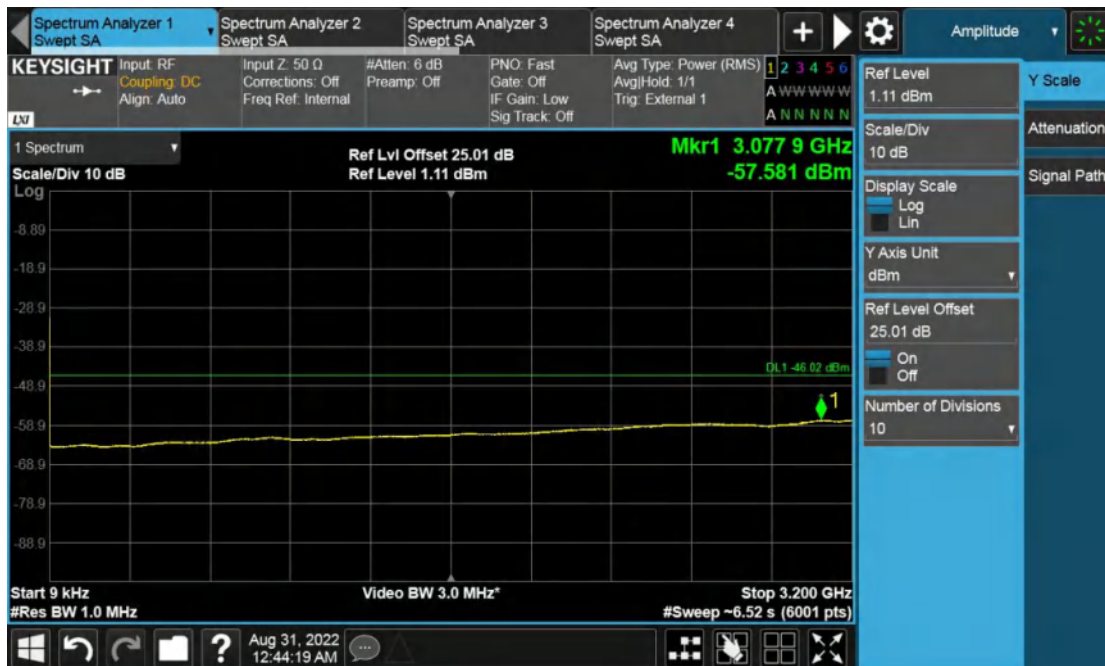 Spectrum Analyzer 1
Swept SA
Spectrum Analyzer 2
Swept SA
Spectrum Analyzer 3
Swept SA
Spectrum Analyzer 4
Swept SA
Amplitude
KEYSIGHT
LXI
Input: RF
Coupling: DC
Align: Auto
Input Z: 50 Ω
Corrections: Off
Freq Ref: Internal
#Atten: 6 dB
Preamp: Off
PNO: Fast
Gate: Off
IF Gain: Low
Sig Track: Off
Avg Type: Power (RMS)
Avg|Hold: 1/1
Trig: External 1
1 2 3 4 5 6
A W W W W W
A N N N N N
1 Spectrum
Scale/Div 10 dB
Ref Lvl Offset 25.01 dB
Ref Level 1.11 dBm
Mkr1 3.077 9 GHz
-57.581 dBm
Log
-8.89
-18.9
-28.9
-38.9
DL1 -46.02 dBm
-48.9
1
-58.9
-68.9
-78.9
-88.9
Start 9 kHz
#Res BW 1.0 MHz
Video BW 3.0 MHz*
Stop 3.200 GHz
#Sweep ~6.52 s (6001 pts)
Ref Level
1.11 dBm
Scale/Div
10 dB
Display Scale
Log
Lin
Y Axis Unit
dBm
Ref Level Offset
25.01 dB
On
Off
Number of Divisions
10
Y Scale
Attenuation
Signal Path
?
Aug 31, 2022
12:44:19 AM